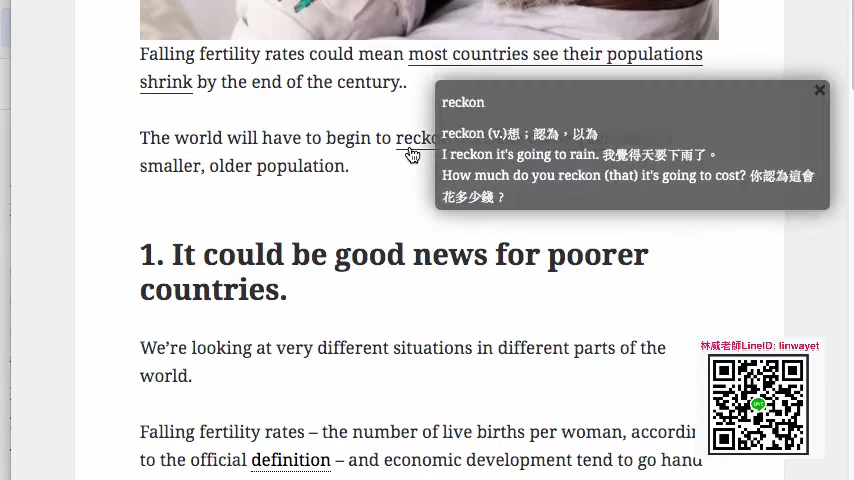 Falling fertility rates could mean most countries see their populations
shrink by the end of the century..
reckon
reckon (v.)想；認為，以為
I reckon it's going to rain. 我覺得天要下雨了。
How much do you reckon (that) it's going to cost? 你認為這會
花多少錢？
The world will have to begin to recko
smaller, older population.
1. It could be good news for poorer
countries.
We’re looking at very different situations in different parts of the
world.
林威老師LineID: linwayet
Falling fertility rates – the number of live births per woman, accordin
to the official definition – and economic development tend to go hand